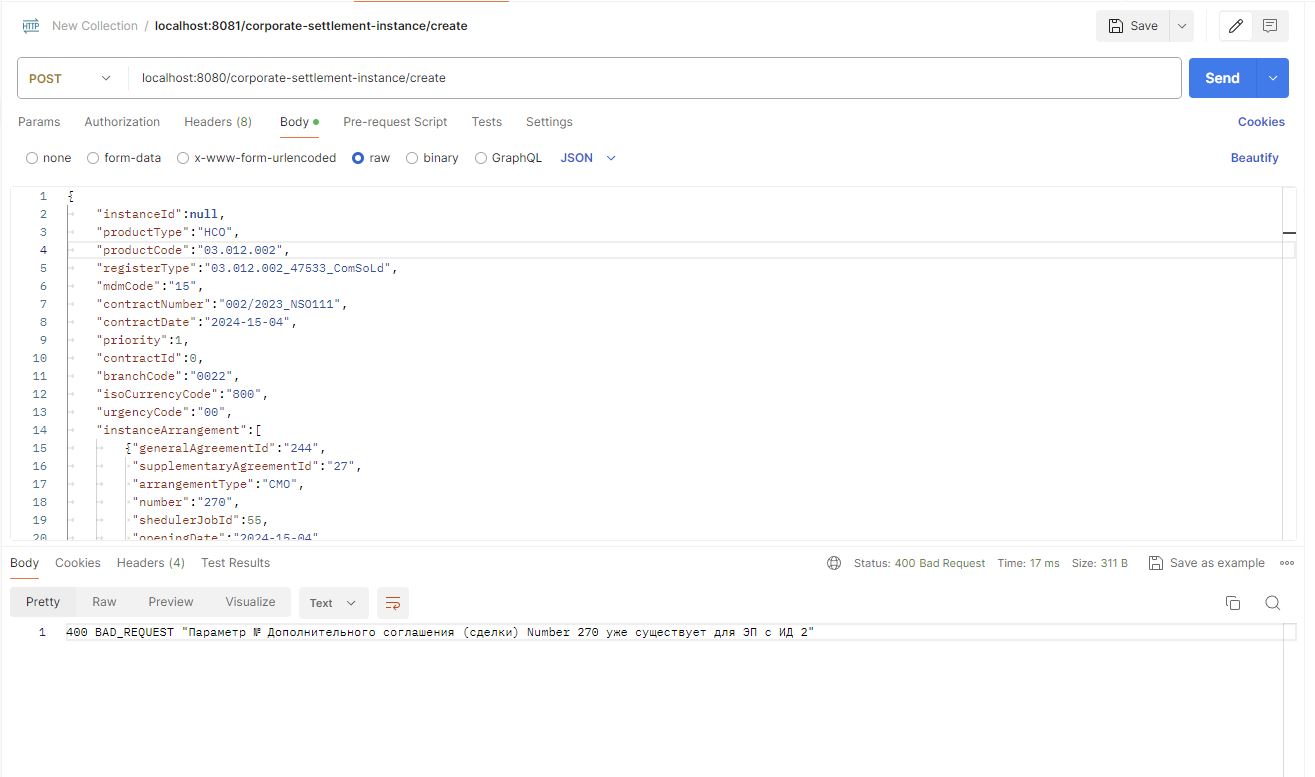 HTTP New Collection / localhost:8081/corporate-settlement-instance/create Save
POST localhost:8080/corporate-settlement-instance/create Send
Params Authorization Headers (8) Body Pre-request Script Tests Settings Cookies
none form-data x-www-form-urlencoded raw binary GraphQL JSON Beautify
1 {
2 "instanceId":null,
3 "productType":"НСО",
4 "productCode":"03.012.002",
5 "registerType":"03.012.002_47533_ComSoLd",
6 "mdmCode":"15",
7 "contractNumber":"002/2023_NSO111",
8 "contractDate":"2024-15-04",
9 "priority":1,
10 "contractId":0,
11 "branchCode":"0022",
12 "isoCurrencyCode":"800",
13 "urgencyCode":"00",
14 "instanceArrangement":[
15 {"generalAgreementId":"244",
16 "supplementaryAgreementId":"27",
17 "arrangementType":"СМО",
18 "number":"270",
19 "shedulerJobId":55,
20 "openingDate":"2024-15-04"
Body Cookies Headers (4) Test Results Status: 400 Bad Request Time: 17 ms Size: 311 B Save as example
Pretty Raw Preview Visualize Text
1 400 BAD_REQUEST "Параметр № Дополнительного соглашения (сделки) Number 270 уже существует для ЭП с ИД 2"